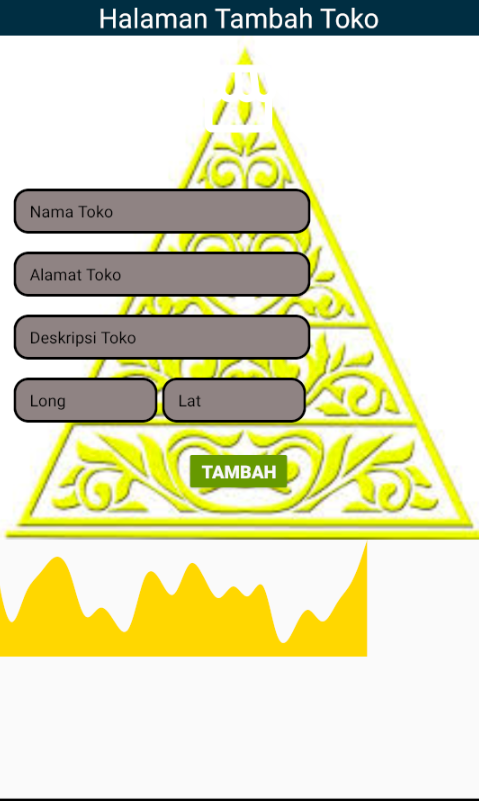 Halaman Tambah Toko
Nama Toko
Alamat Toko
Deskripsi Toko
Long Lat
TAMBAH